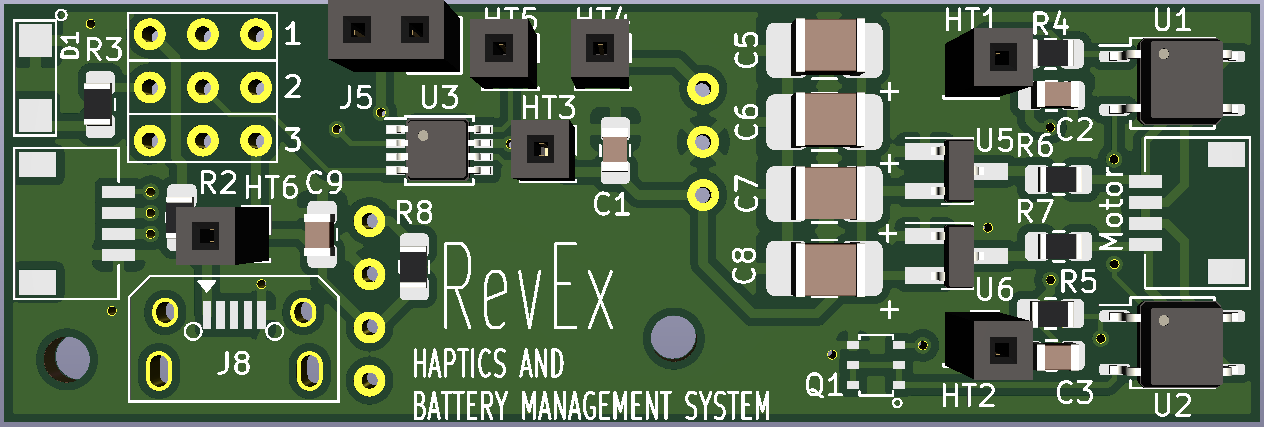 D1
R3
1
2
3
J5
U3
HT5
HT4
HT3
C1
C5
C6
C7
C8
+
+
+
+
HT1
R4
U1
C2
U5
R6
R7
Motor
U6
R5
HT2
C3
U2
Q1
R2
HT6
C9
R8
J8
RevEx
HAPTICS AND
BATTERY MANAGEMENT SYSTEM